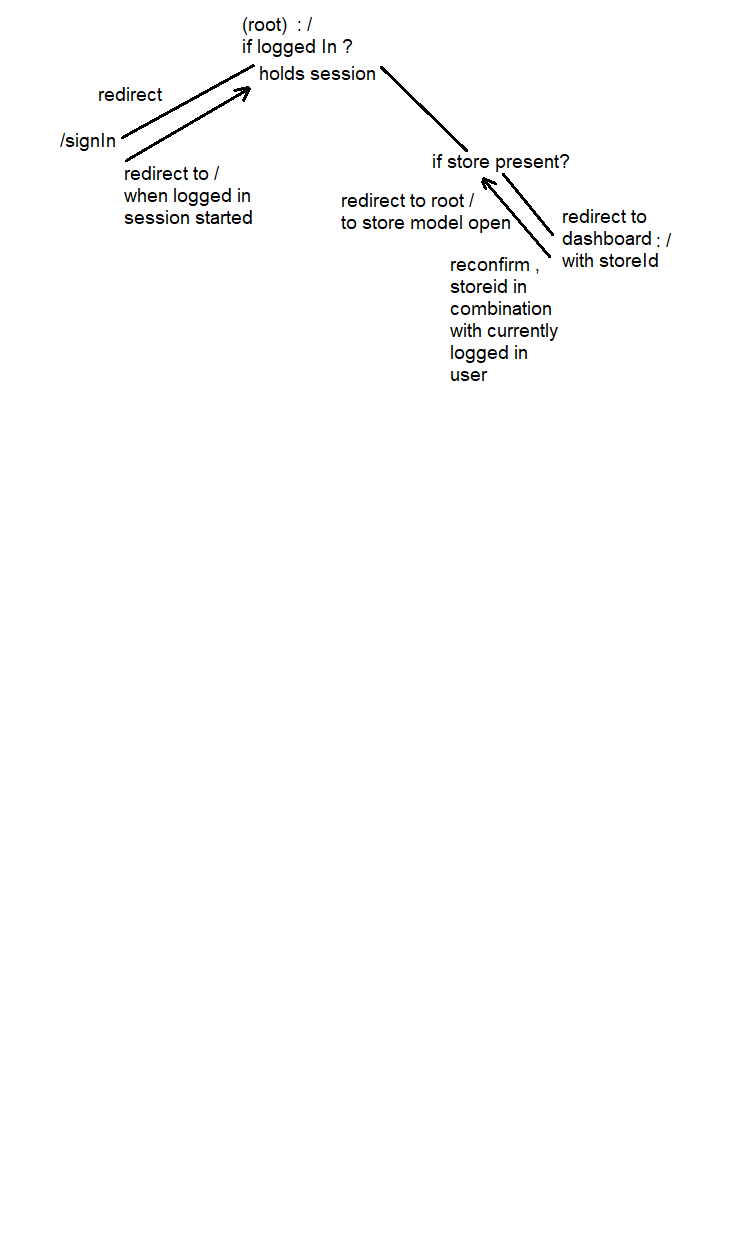 (root) : /
if logged In ?
holds session
redirect
/signIn
redirect to /
when logged in
session started
if store present?
redirect to root /
to store model open
redirect to
dashboard : /
with storeId
reconfirm ,
storeid in
combination
with currently
logged in
user